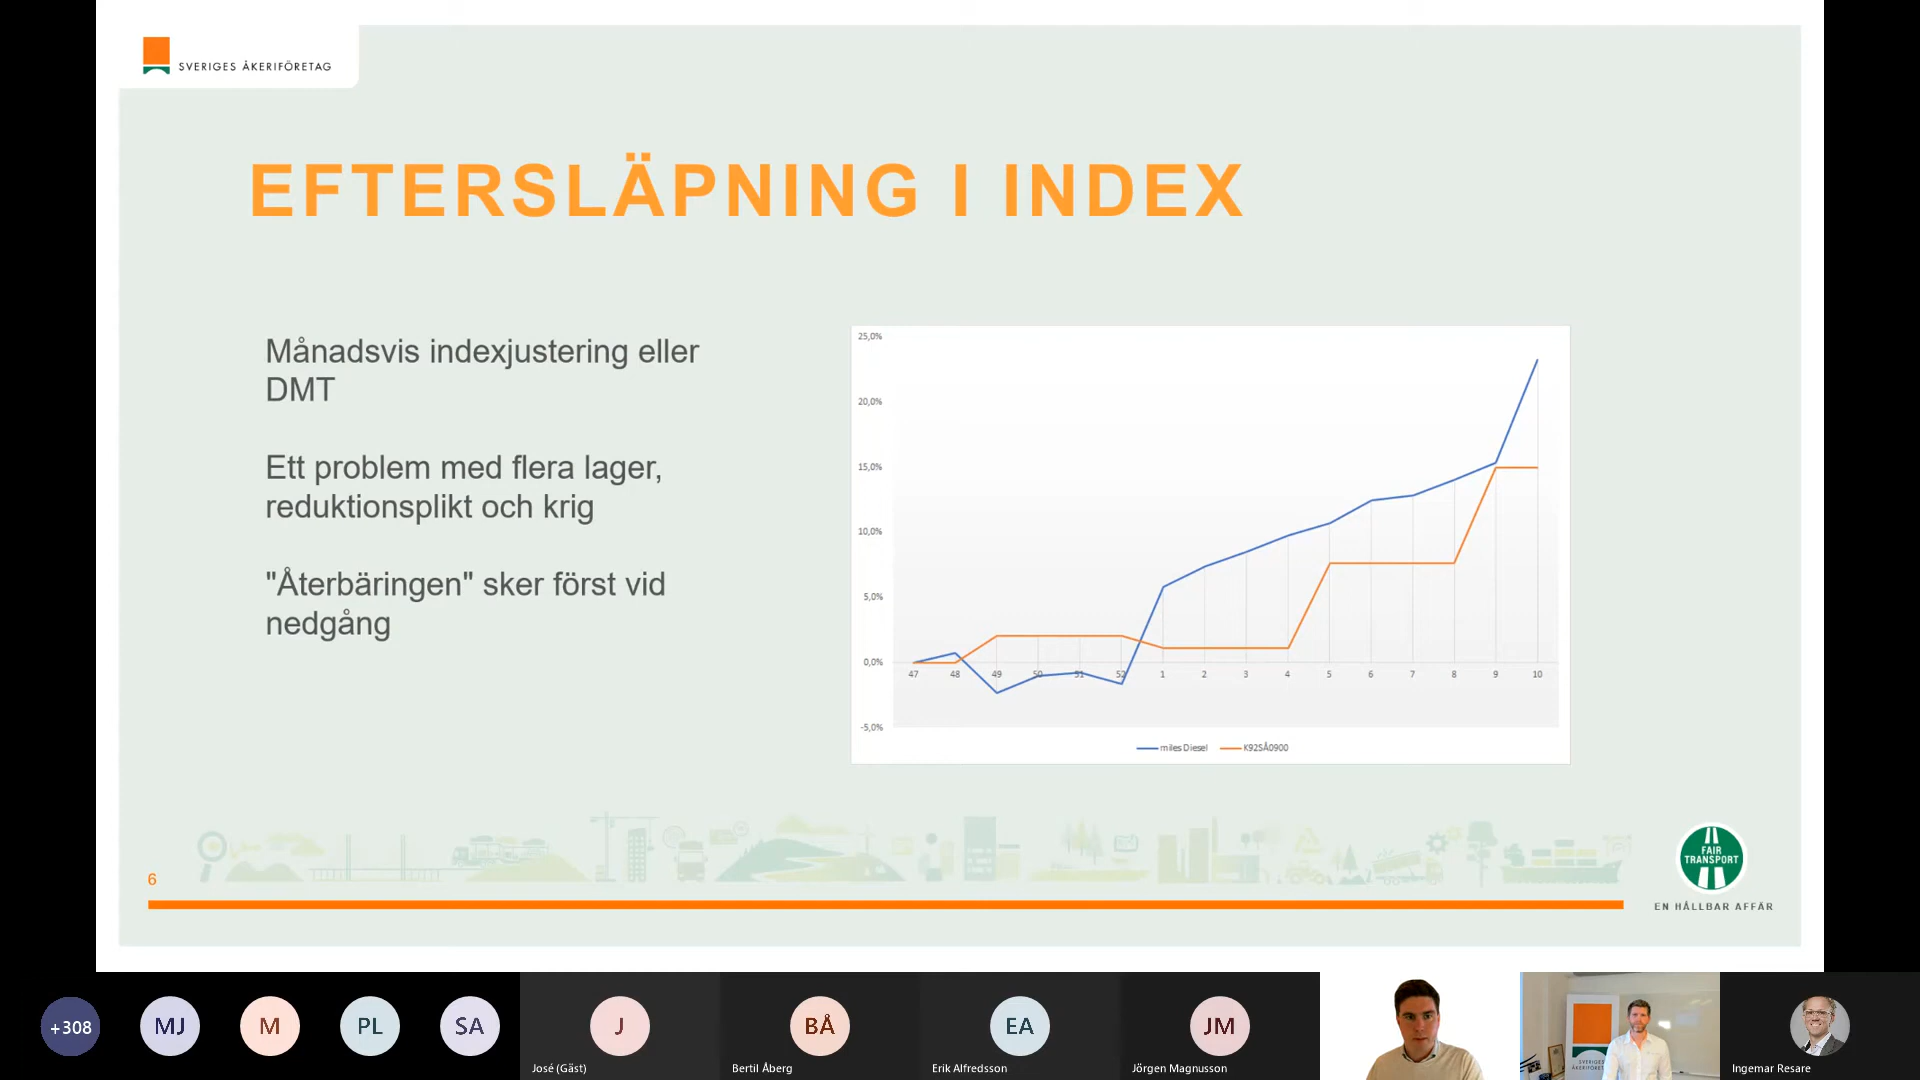 SVERIGES ÅKERIFÖRETAG
EFTERSLÄPNING I INDEX
Månadsvis indexjustering eller
DMT
Ett problem med flera lager,
reduktionsplikt och krig
"Återbäringen" sker först vid
nedgång
25,0%
20,0%
15,0%
10,0%
5,0%
0,0%
-5,0%
47 48 49 50 51 52 1 2 3 4 5 6 7 8 9 10
miles Diesel K92SÅ0900
6
FAIR
TRANSPORT
EN HÅLLBAR AFFÄR
+308 MJ M PL SA J BÅ EA JM
SVERIGES
ÅKERIFÖRETAG
José (Gäst) Bertil Åberg Erik Alfredsson Jörgen Magnusson Ingemar Resare